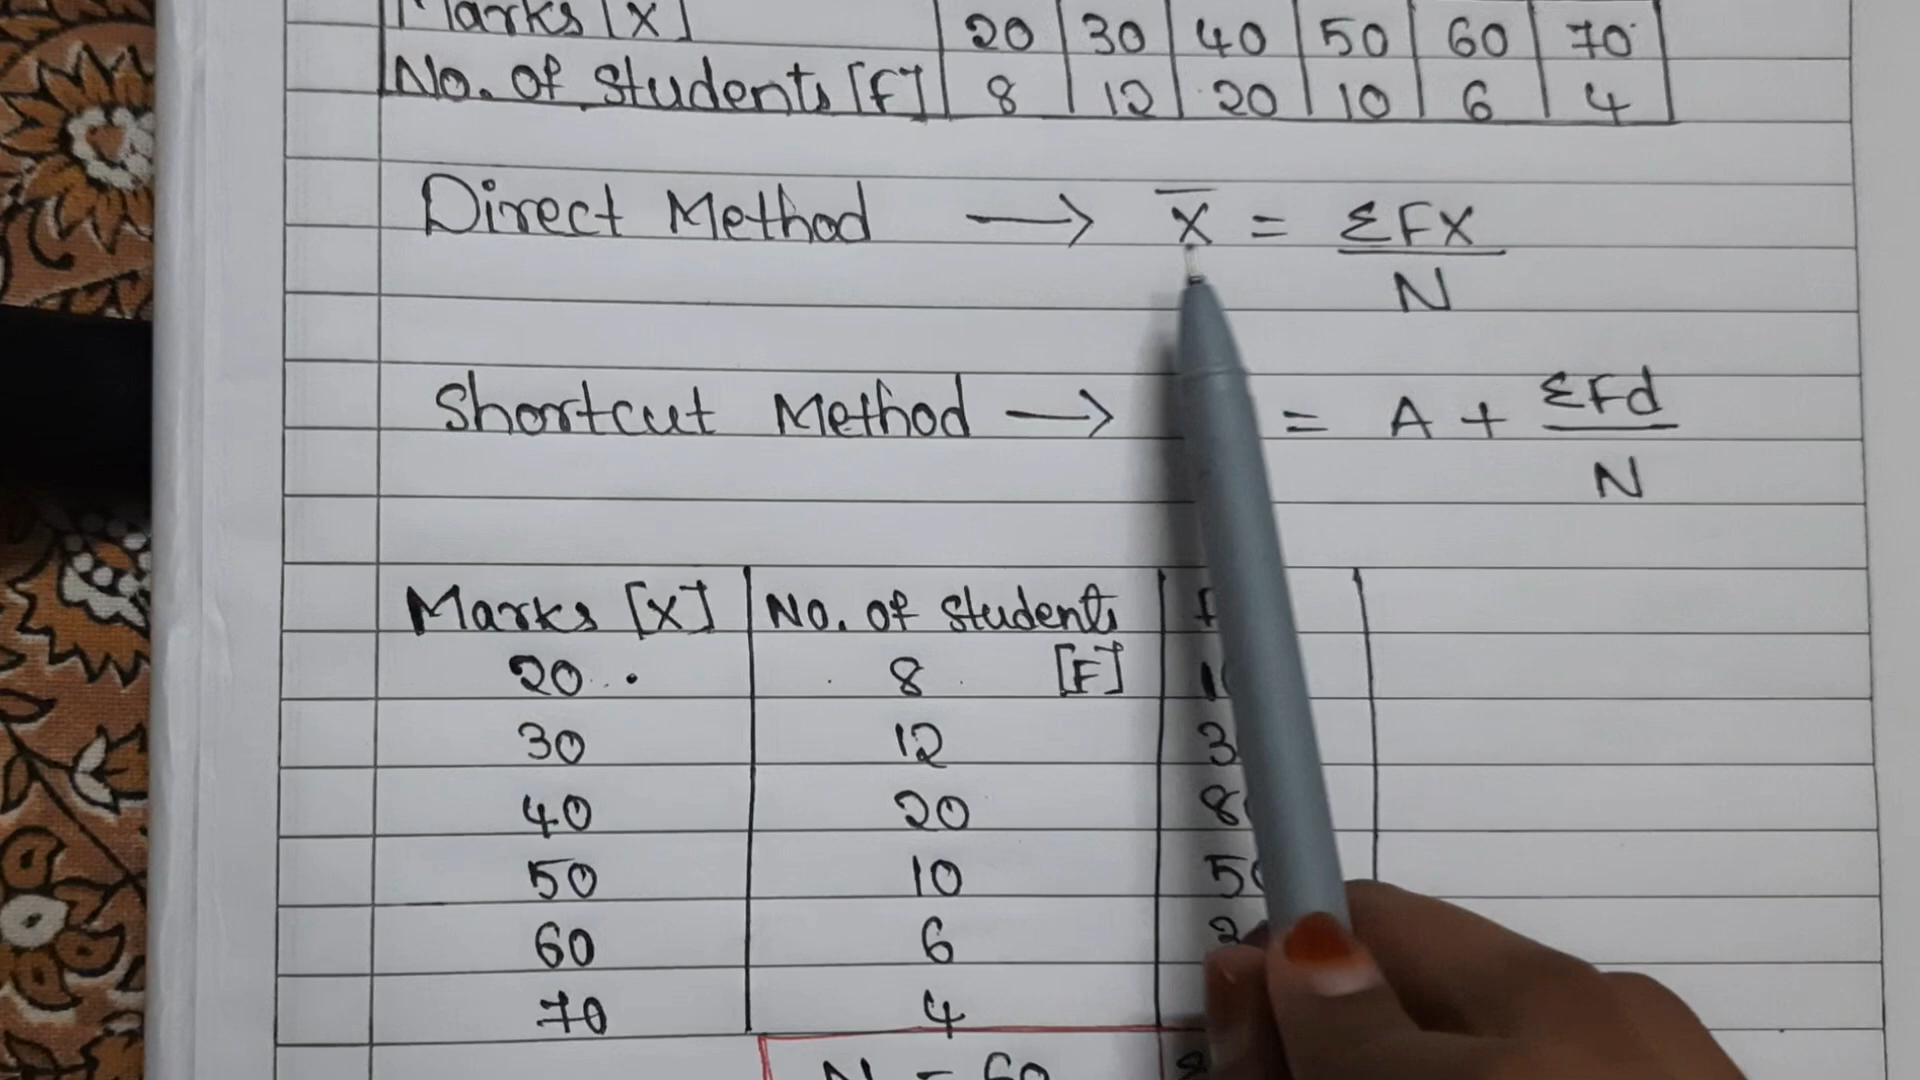 Marks [X] 20 30 40 50 60 70
No. of students [F] 8 12 20 10 6 4
Direct Method → X̅ = ΣFX / N
Shortcut Method → = A + ΣFd / N
Marks [X] No. of students
20 8 [F]
30 12
40 20
50 10
60 6
70 4
N = 60